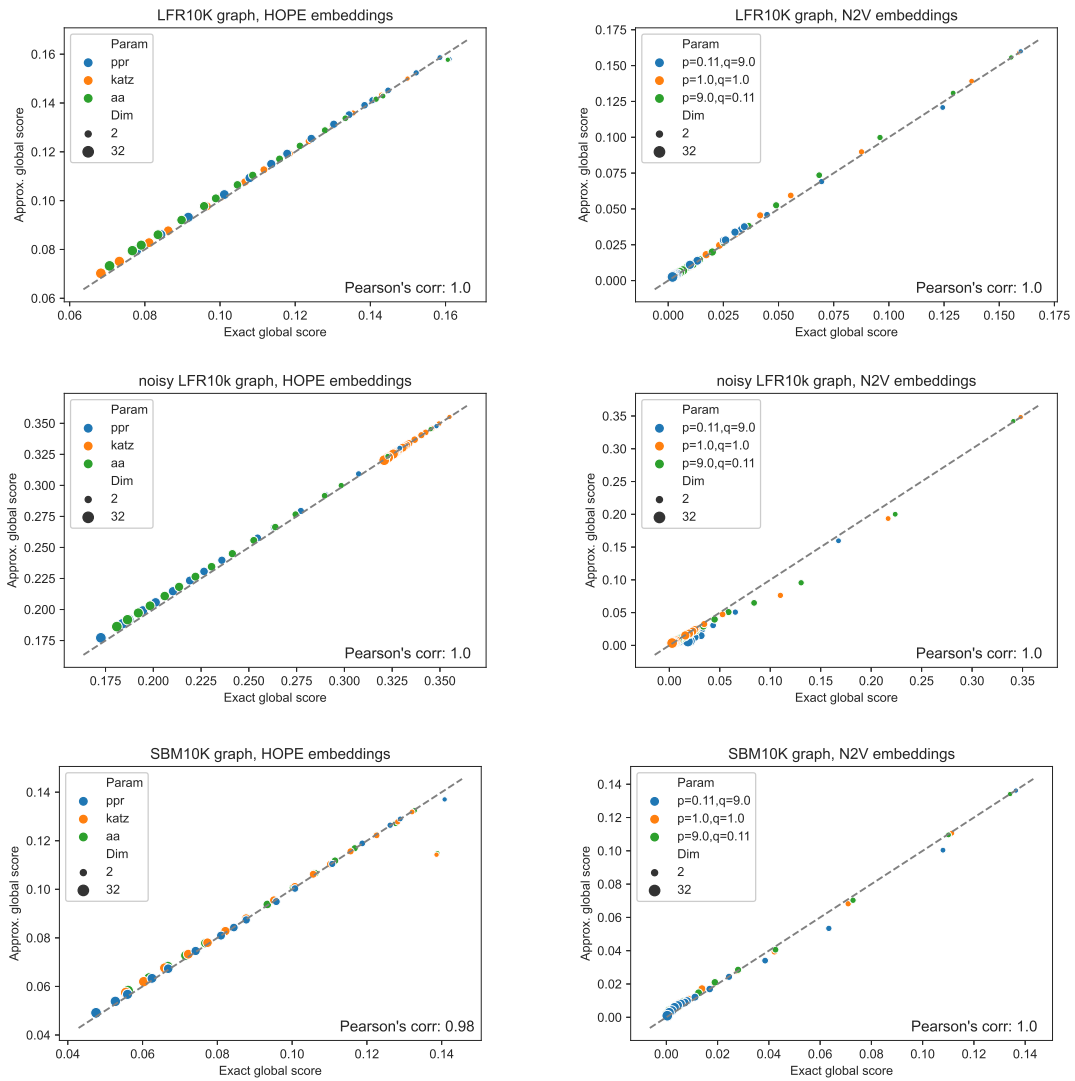 LFR10K graph, HOPE embeddings
Approx. global score
0.16
0.14
0.12
0.10
0.08
0.06
Param
ppr
katz
aa
Dim
2
32
Pearson's corr: 1.0
0.06 0.08 0.10 0.12 0.14 0.16
Exact global score
LFR10K graph, N2V embeddings
Approx. global score
0.175
0.150
0.125
0.100
0.075
0.050
0.025
0.000
Param
p=0.11,q=9.0
p=1.0,q=1.0
p=9.0,q=0.11
Dim
2
32
Pearson's corr: 1.0
0.000 0.025 0.050 0.075 0.100 0.125 0.150 0.175
Exact global score
noisy LFR10k graph, HOPE embeddings
Approx. global score
0.350
0.325
0.300
0.275
0.250
0.225
0.200
0.175
Param
ppr
katz
aa
Dim
2
32
Pearson's corr: 1.0
0.175 0.200 0.225 0.250 0.275 0.300 0.325 0.350
Exact global score
noisy LFR10k graph, N2V embeddings
Approx. global score
0.35
0.30
0.25
0.20
0.15
0.10
0.05
0.00
Param
p=0.11,q=9.0
p=1.0,q=1.0
p=9.0,q=0.11
Dim
2
32
Pearson's corr: 1.0
0.00 0.05 0.10 0.15 0.20 0.25 0.30 0.35
Exact global score
SBM10K graph, HOPE embeddings
Approx. global score
0.14
0.12
0.10
0.08
0.06
0.04
Param
ppr
katz
aa
Dim
2
32
Pearson's corr: 0.98
0.04 0.06 0.08 0.10 0.12 0.14
Exact global score
SBM10K graph, N2V embeddings
Approx. global score
0.14
0.12
0.10
0.08
0.06
0.04
0.02
0.00
Param
p=0.11,q=9.0
p=1.0,q=1.0
p=9.0,q=0.11
Dim
2
32
Pearson's corr: 1.0
0.00 0.02 0.04 0.06 0.08 0.10 0.12 0.14
Exact global score